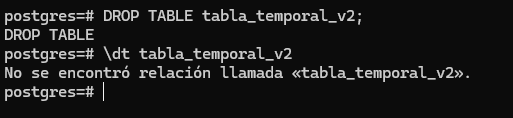 postgres=# DROP TABLE tabla_temporal_v2;
DROP TABLE
postgres=# \dt tabla_temporal_v2
No se encontró relación llamada «tabla_temporal_v2».
postgres=#